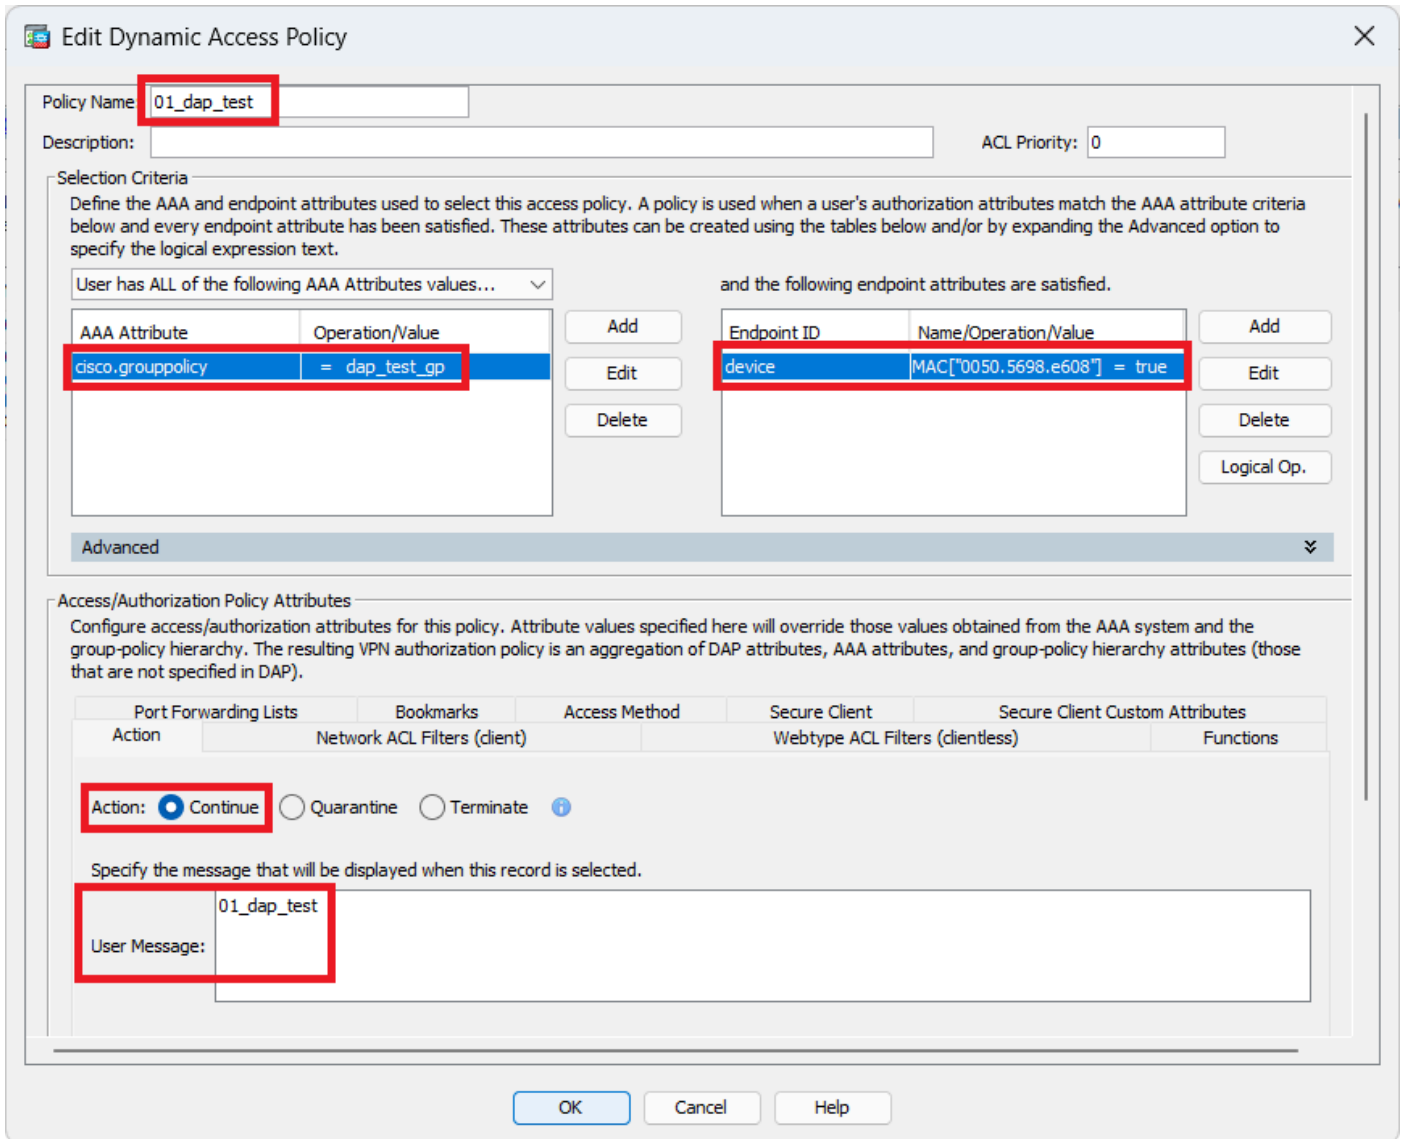 Edit Dynamic Access Policy
Policy Name: 01_dap_test
Description:
ACL Priority: 0
Selection Criteria
Define the AAA and endpoint attributes used to select this access policy. A policy is used when a user's authorization attributes match the AAA attribute criteria
below and every endpoint attribute has been satisfied. These attributes can be created using the tables below and/or by expanding the Advanced option to
specify the logical expression text.
User has ALL of the following AAA Attributes values...
and the following endpoint attributes are satisfied.
AAA Attribute Operation/Value
cisco.grouppolicy = dap_test_gp
Add
Edit
Delete
Endpoint ID Name/Operation/Value
device MAC["0050.5698.e608"] = true
Add
Edit
Delete
Logical Op.
Advanced
Access/Authorization Policy Attributes
Configure access/authorization attributes for this policy. Attribute values specified here will override those values obtained from the AAA system and the
group-policy hierarchy. The resulting VPN authorization policy is an aggregation of DAP attributes, AAA attributes, and group-policy hierarchy attributes (those
that are not specified in DAP).
Port Forwarding Lists Bookmarks Access Method Secure Client Secure Client Custom Attributes
Action Network ACL Filters (client) Webtype ACL Filters (clientless) Functions
Action: Continue Quarantine Terminate
Specify the message that will be displayed when this record is selected.
01_dap_test
User Message:
OK Cancel Help